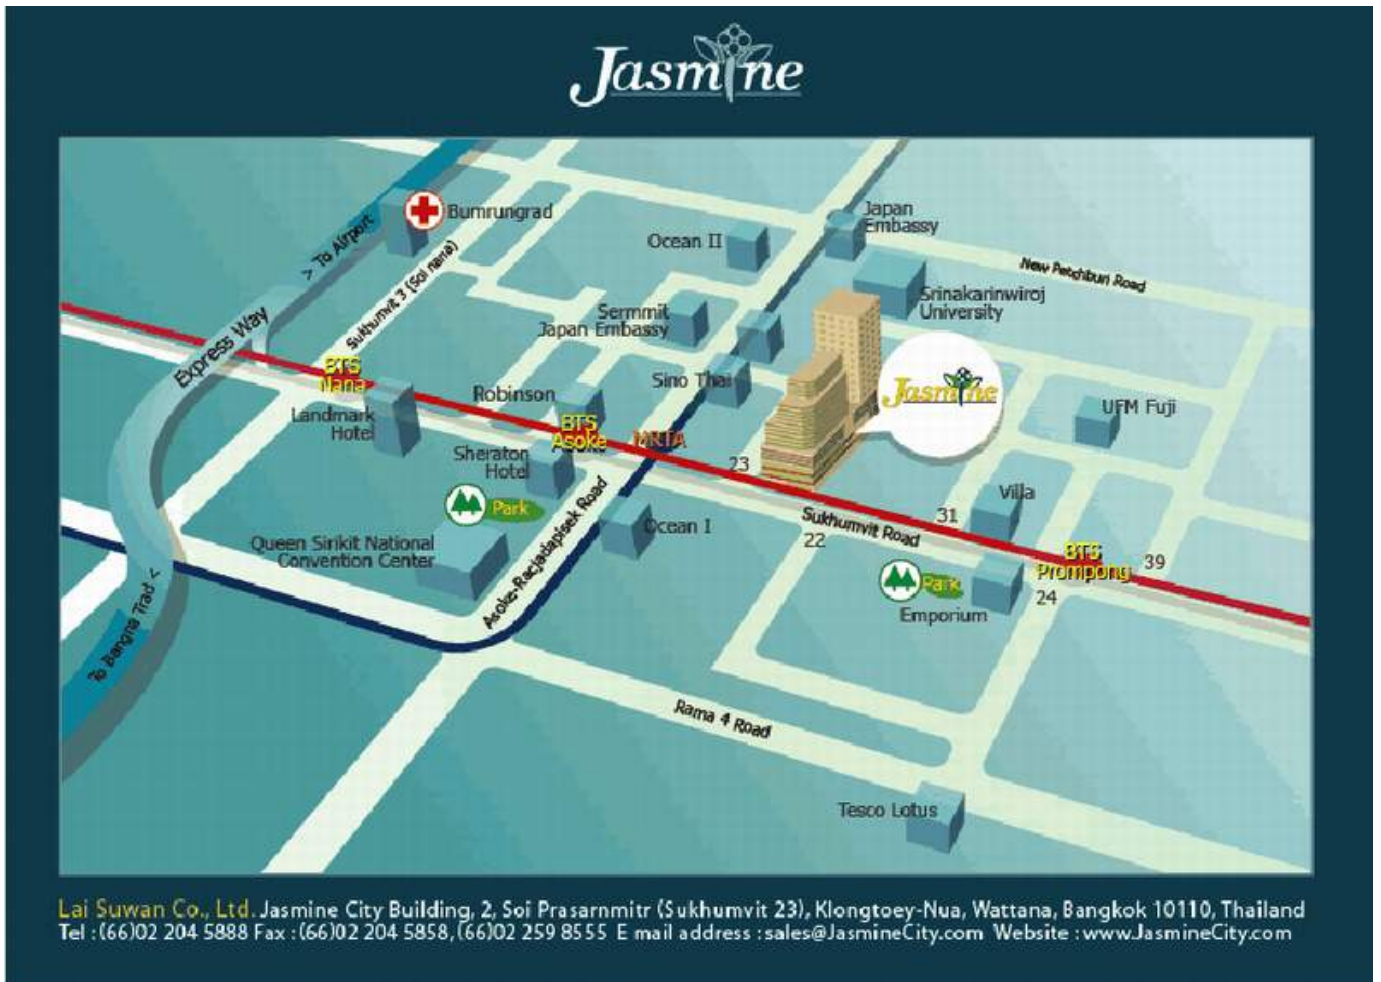 Jasmine
Bumrungrad
> To Airport
Sukhumvit 3 (Soi nana)
Express Way
Ocean II
Japan
Embassy
New Petchburi Road
Srinakarinwiroj
University
Sermmit
Japan Embassy
Sino Thai
Jasmine
UFM Fuji
BTS
Nana
Landmark
Hotel
Robinson
BTS
Asoke
MRTA
Sheraton
Hotel
23
Park
Queen Sirikit National
Convention Center
Asoke-Racjadapisek Road
Ocean I
Sukhumvit Road
22
31
Villa
BTS
Prompong
39
24
Park
Emporium
To Bangna Trad <
Rama 4 Road
Tesco Lotus
Lai Suwan Co., Ltd. Jasmine City Building, 2, Soi Prasarnmitr (Sukhumvit 23), Klongtoey-Nua, Wattana, Bangkok 10110, Thailand
Tel : (66)02 204 5888 Fax : (66)02 204 5858, (66)02 259 8555 E mail address : sales@JasmineCity.com Website : www.JasmineCity.com